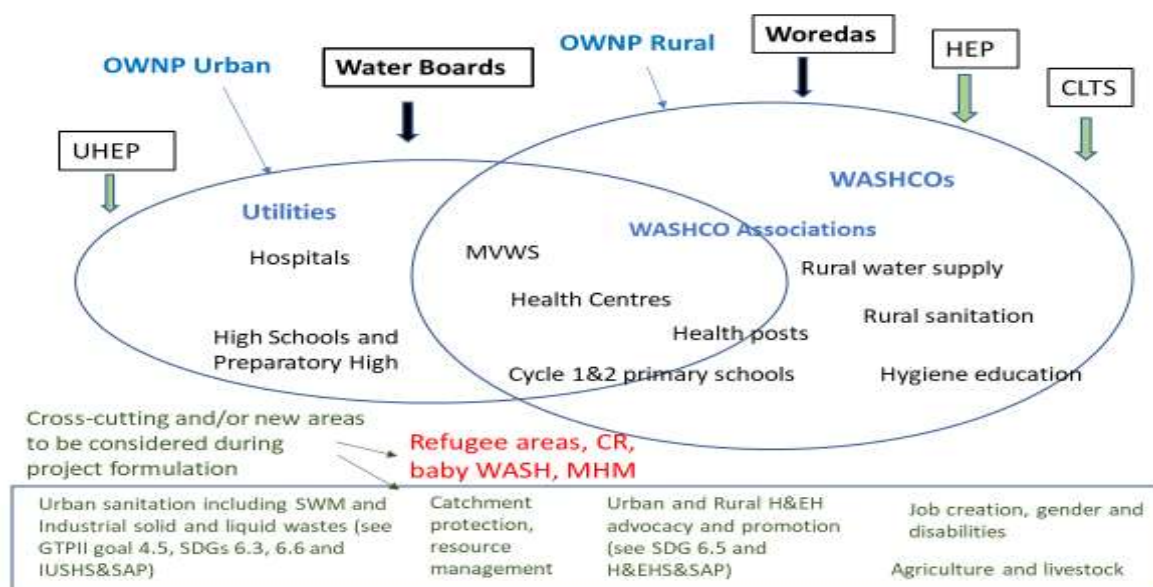 OWNP Urban
Water Boards
OWNP Rural
Woredas
HEP
CLTS
UHEP
Utilities
Hospitals
High Schools and
Preparatory High
MVWS
Health Centres
Health posts
Cycle 1&2 primary schools
WASHCOs
WASHCO Associations
Rural water supply
Rural sanitation
Hygiene education
Cross-cutting and/or new areas
to be considered during
project formulation
Refugee areas, CR,
baby WASH, MHM
Urban sanitation including SWM and
Industrial solid and liquid wastes (see
GTPII goal 4.5, SDGs 6.3, 6.6 and
IUSHS&SAP)
Catchment
protection,
resource
management
Urban and Rural H&EH
advocacy and promotion
(see SDG 6.5 and
H&EHS&SAP)
Job creation, gender and
disabilities
Agriculture and livestock